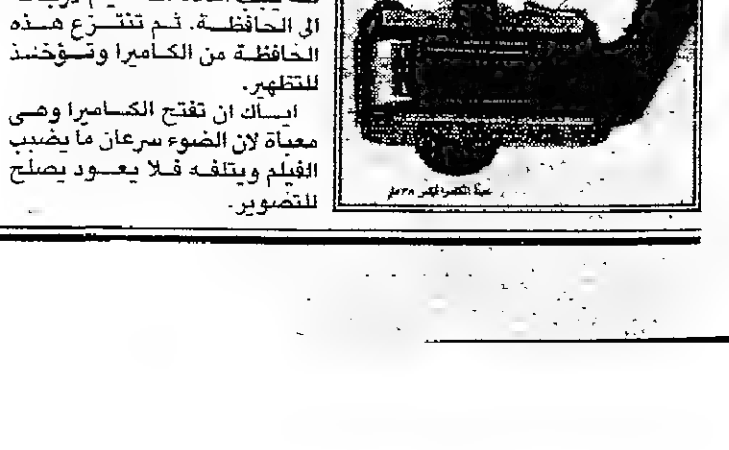 الى الحافظة. ثم تنتزع هذه
الحافظة من الكاميرا وتؤخذ
للتظهير.
اياك ان تفتح الكاميرا وهي
معبأة لان الضوء سرعان ما يضبب
الفيلم ويتلفه فلا يعود يصلح
للتصوير.